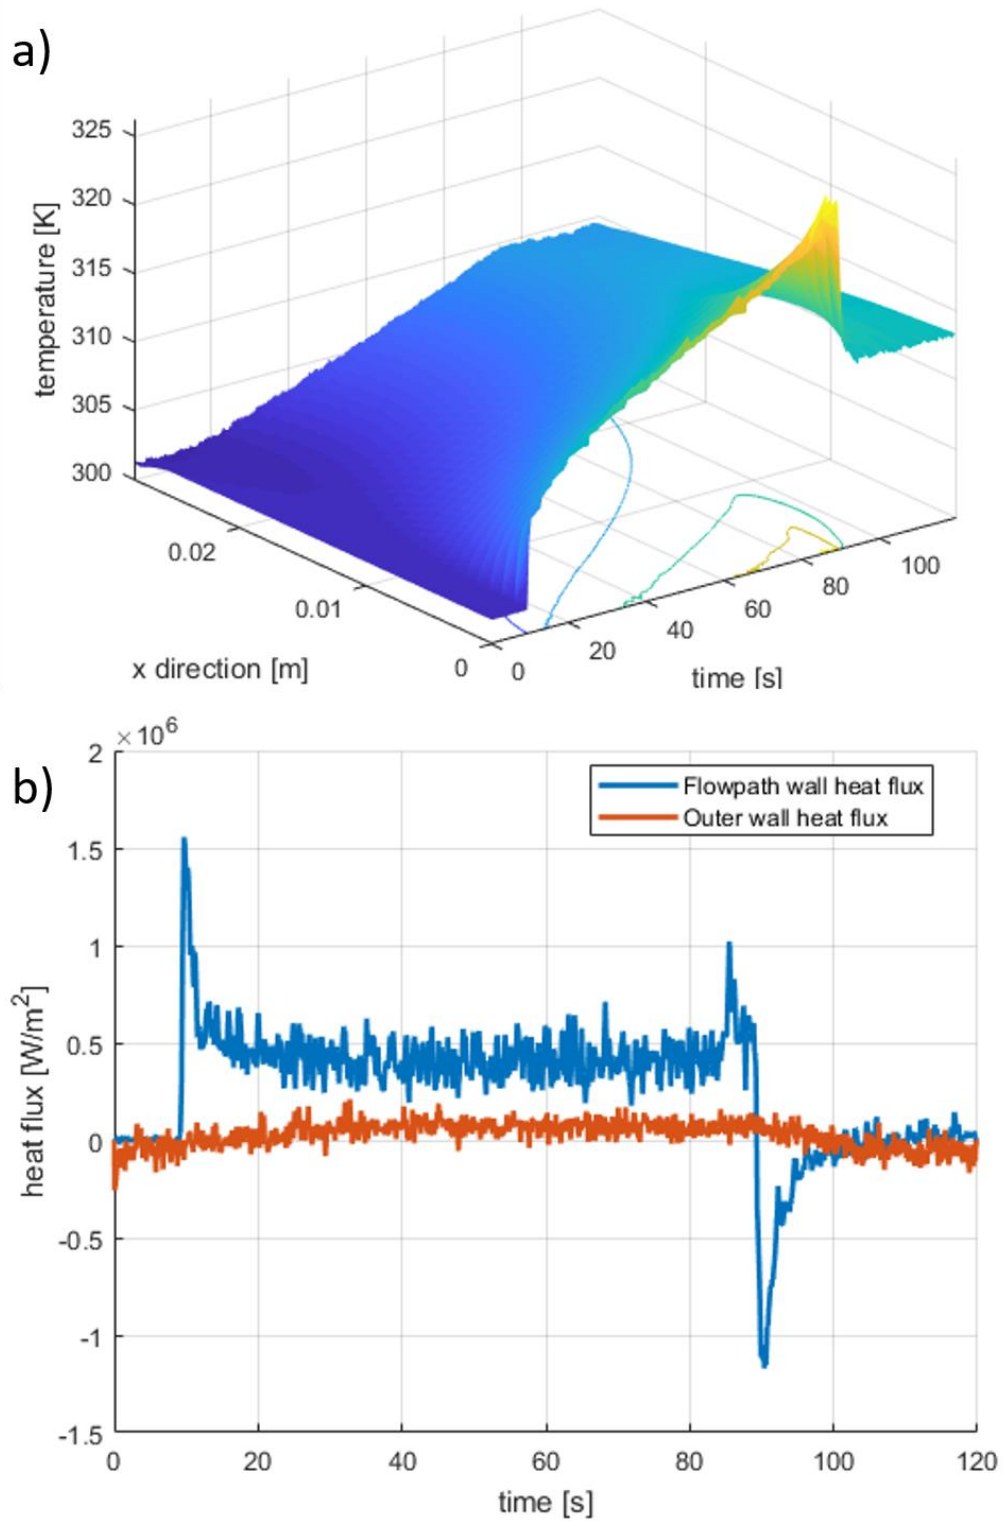 a)
325
320
315
310
305
300
temperature [K]
0.02
0.01
0
x direction [m]
0
20
40
60
80
100
time [s]
b)
× 10^6
2
1.5
1
0.5
0
-0.5
-1
-1.5
heat flux [W/m^2]
Flowpath wall heat flux
Outer wall heat flux
0 20 40 60 80 100 120
time [s]